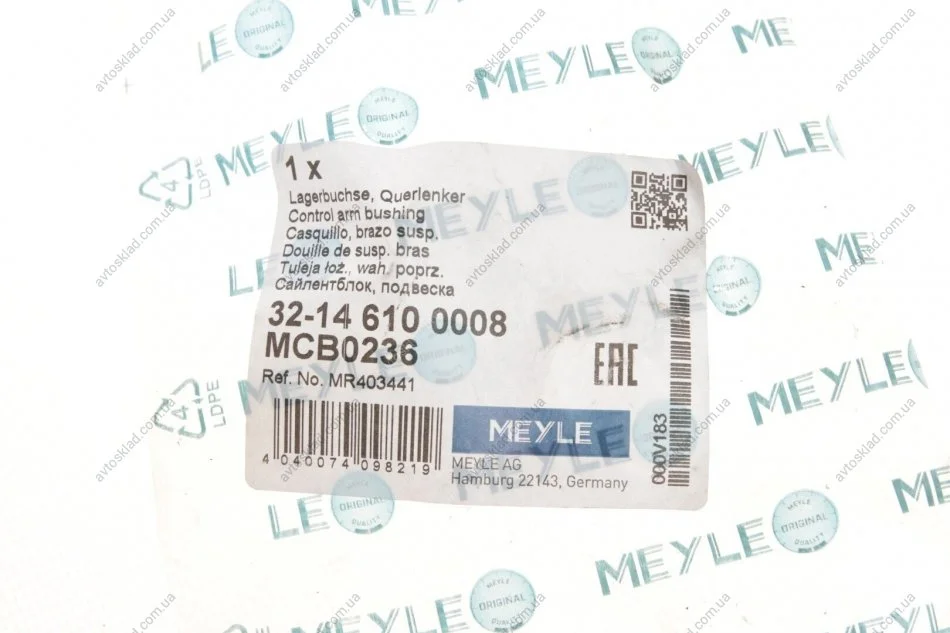 1 x
Lagerbuchse, Querlenker
Control arm bushing
Casquillo, brazo susp.
Douille de susp. bras
Tuleja łoż., wah. poprz.
Сайлентблок, подвеска
32-14 610 0008
MCB0236
Ref. No. MR403441
EAC
4 040074 098219
MEYLE
MEYLE AG
Hamburg 22143, Germany
000V183
MEYLE
ORIGINAL
QUALITY
4
LDPE
4
LDPE
avtosklad.com.ua